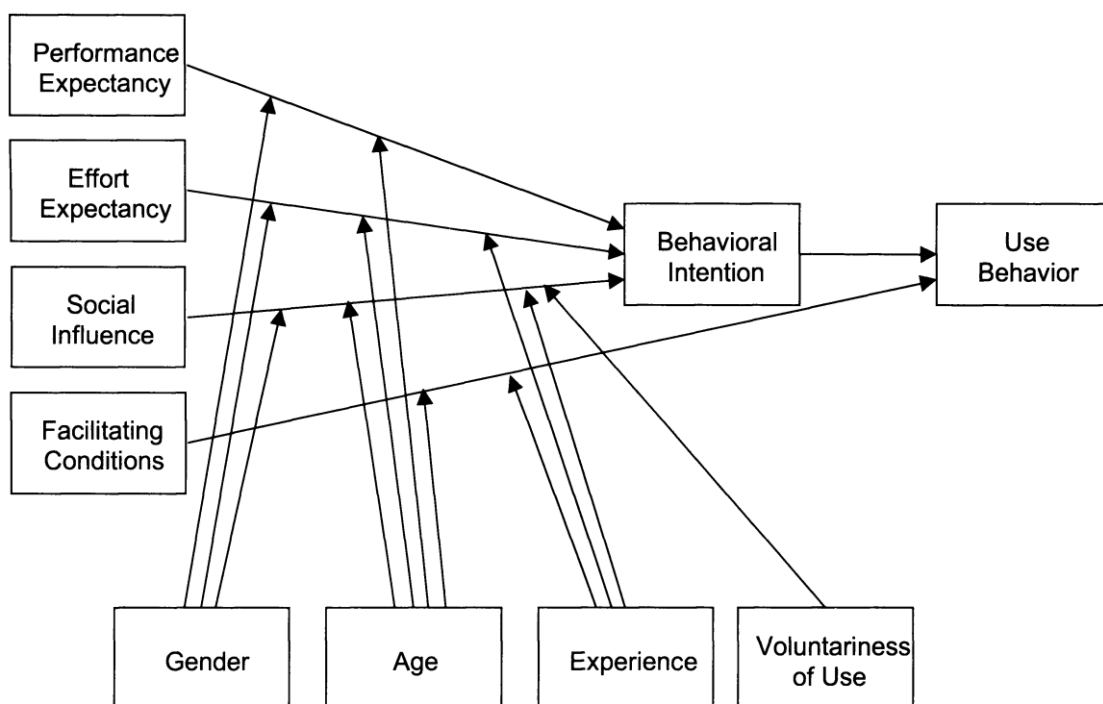 Performance
Expectancy
Effort
Expectancy
Social
Influence
Facilitating
Conditions
Behavioral
Intention
Use
Behavior
Gender
Age
Experience
Voluntariness
of Use